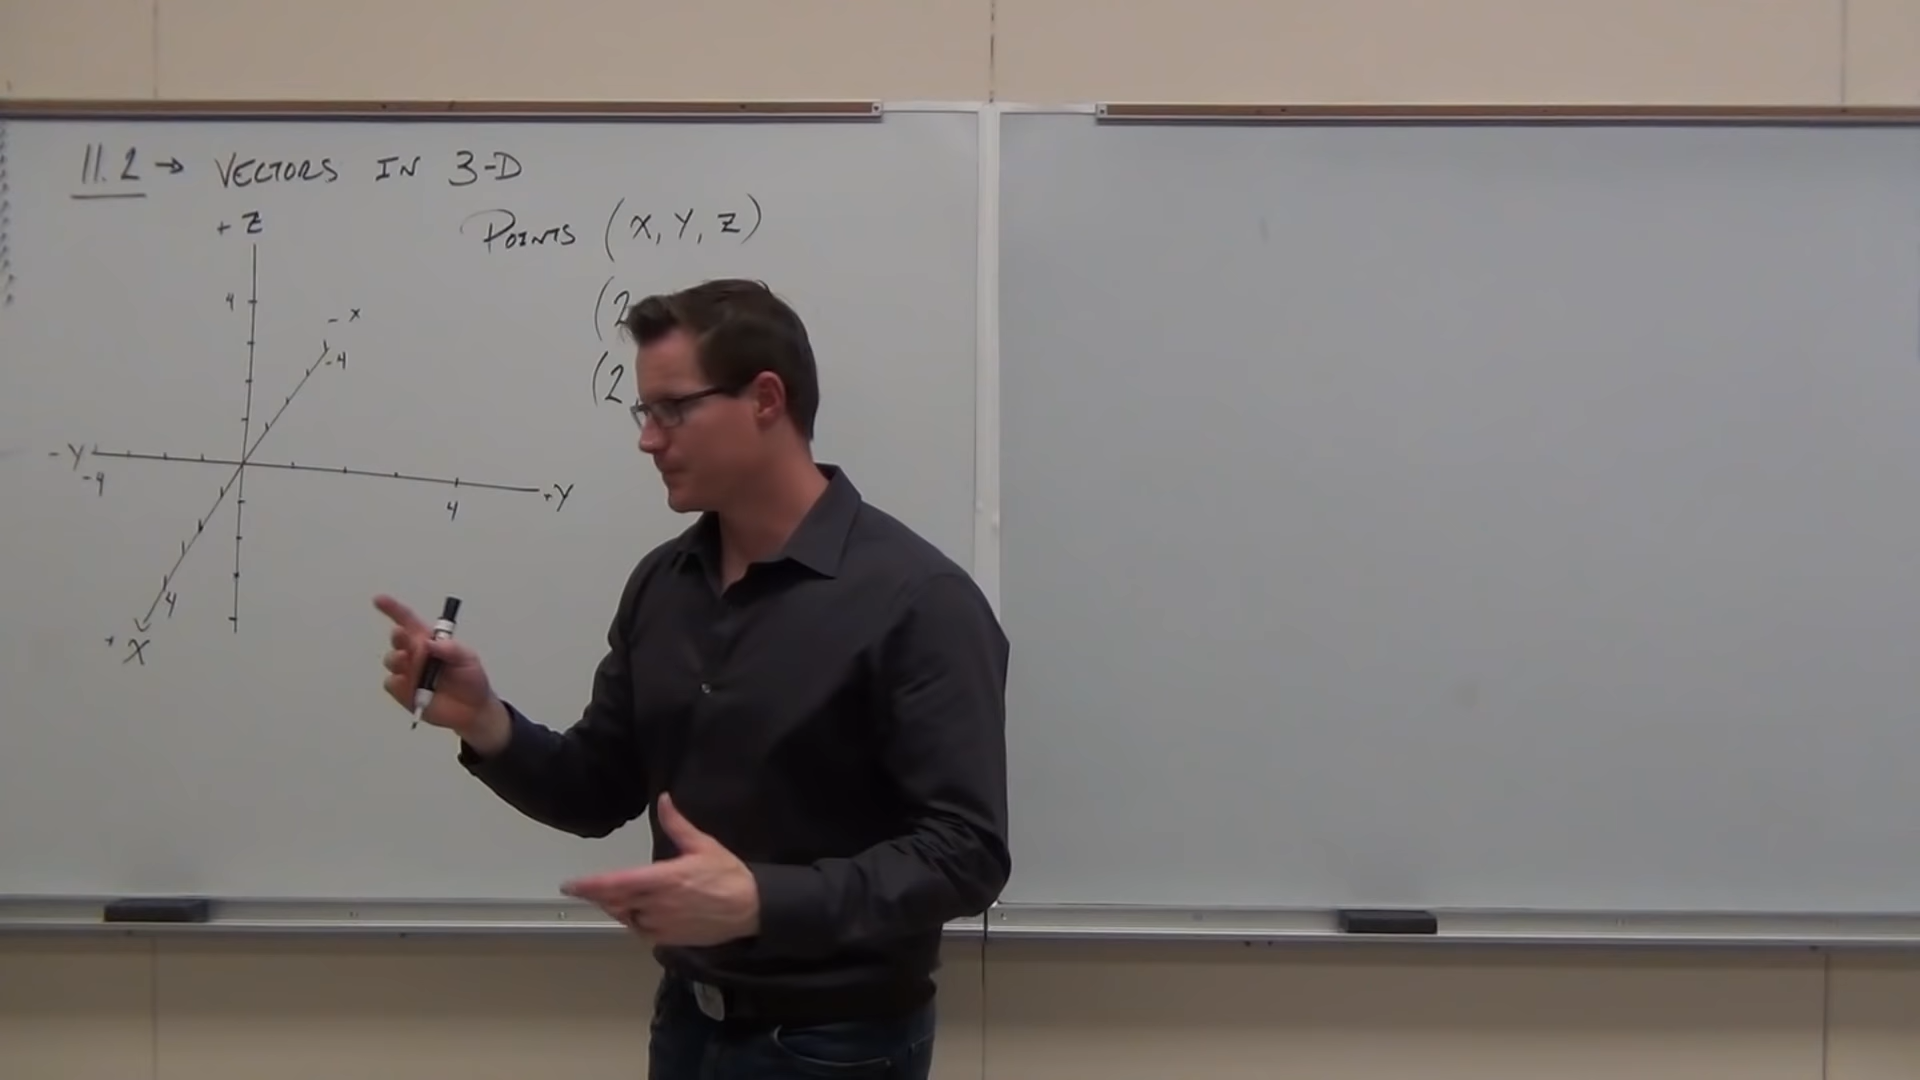 11.2 → VECTORS IN 3-D
+ Z
POINTS (X, Y, Z)
4
- x
-4
(2
(2
- Y
-4
+Y
4
4
+ X